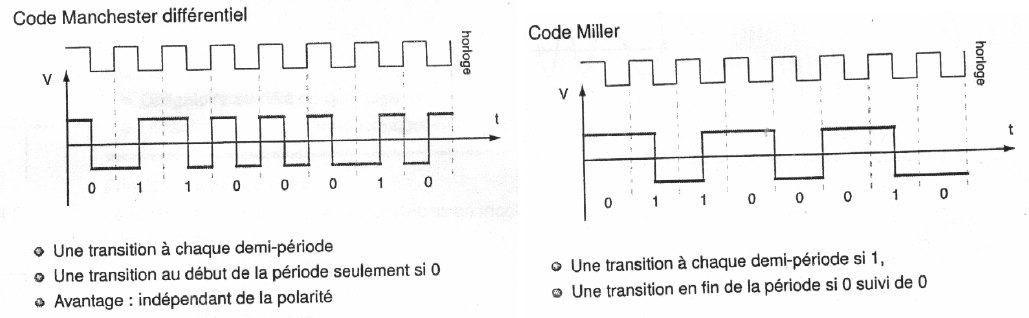 Code Manchester différentiel
horloge
V
t
0 1 1 0 0 0 1 0
Une transition à chaque demi-période
Une transition au début de la période seulement si 0
Avantage : indépendant de la polarité
Code Miller
horloge
V
t
0 1 1 0 0 0 1 0
Une transition à chaque demi-période si 1,
Une transition en fin de la période si 0 suivi de 0